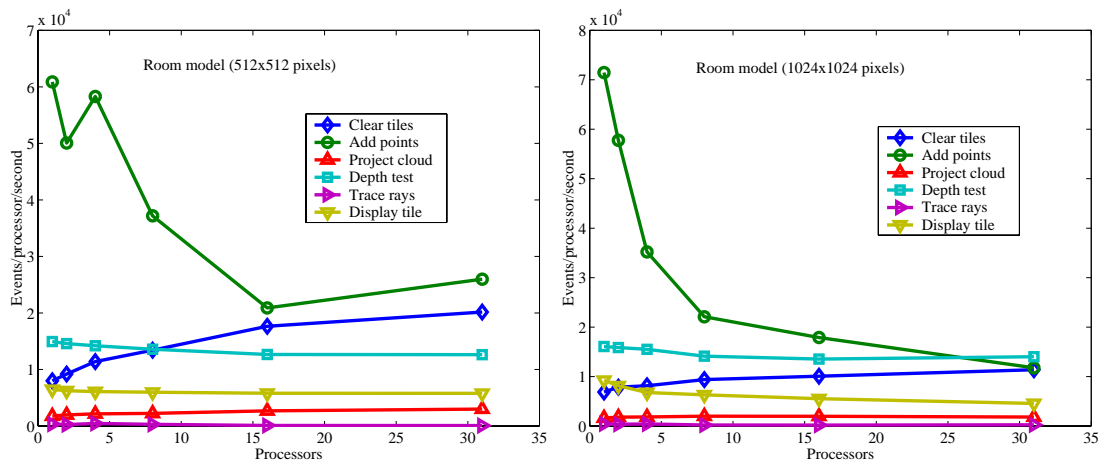 x 10^4
7
6
5
4
3
2
1
0
Events/processor/second
0 5 10 15 20 25 30 35
Processors
Room model (512x512 pixels)
Clear tiles
Add points
Project cloud
Depth test
Trace rays
Display tile
x 10^4
8
7
6
5
4
3
2
1
0
Events/processor/second
0 5 10 15 20 25 30 35
Processors
Room model (1024x1024 pixels)
Clear tiles
Add points
Project cloud
Depth test
Trace rays
Display tile